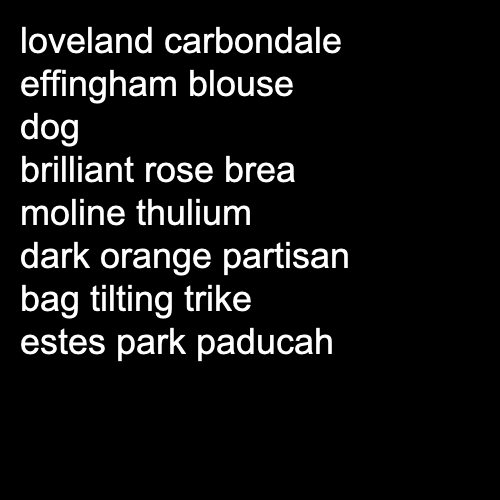 loveland carbondale
effingham blouse
dog
brilliant rose brea
moline thulium
dark orange partisan
bag tilting trike
estes park paducah